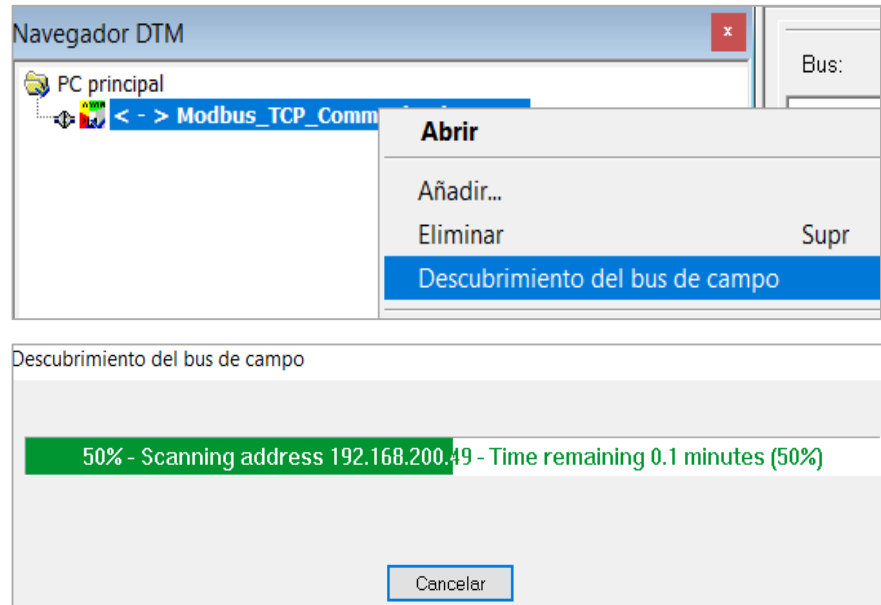 Navegador DTM
x
Bus:
PC principal
< - > Modbus_TCP_Comm
Abrir
Añadir...
Eliminar Supr
Descubrimiento del bus de campo
Descubrimiento del bus de campo
50% - Scanning address 192.168.200.49 - Time remaining 0.1 minutes (50%)
Cancelar